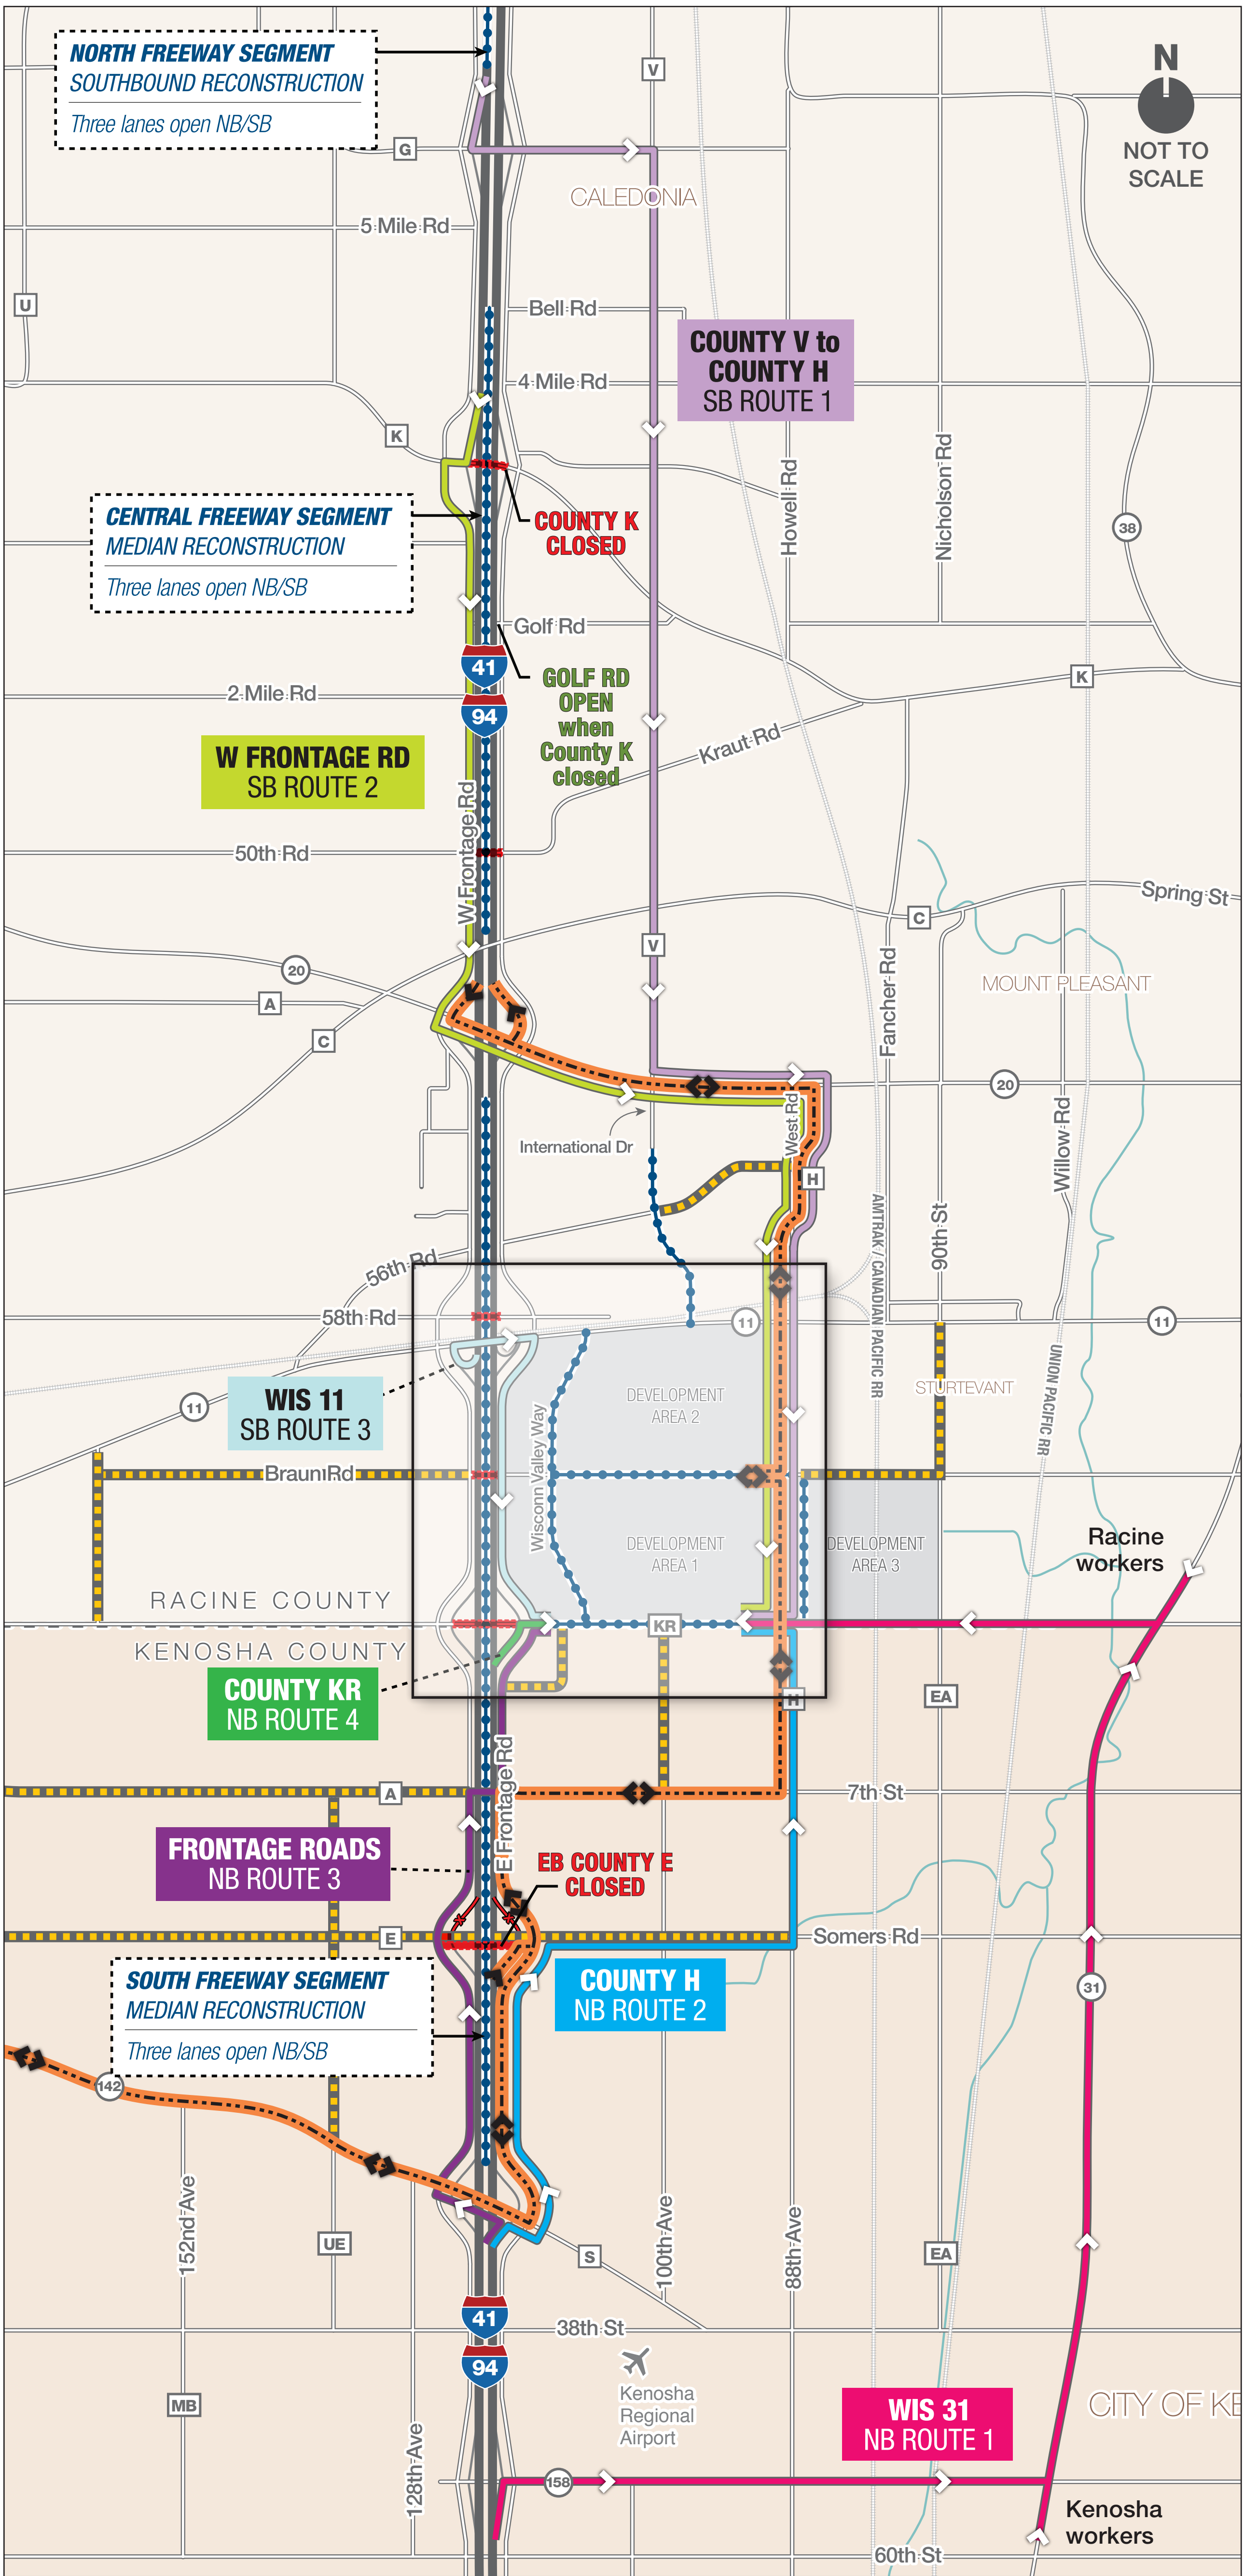 NORTH FREEWAY SEGMENT
SOUTHBOUND RECONSTRUCTION
Three lanes open NB/SB
V
N
NOT TO
SCALE
G
CALEDONIA
5 Mile Rd
U
Bell Rd
COUNTY V to
COUNTY H
SB ROUTE 1
4 Mile Rd
K
Howell Rd
Nicholson Rd
CENTRAL FREEWAY SEGMENT
MEDIAN RECONSTRUCTION
Three lanes open NB/SB
COUNTY K
CLOSED
38
Golf Rd
41
GOLF RD
OPEN
when
County K
closed
K
2 Mile Rd
94
Kraut Rd
W FRONTAGE RD
SB ROUTE 2
W Frontage Rd
50th Rd
Spring St
C
V
20
MOUNT PLEASANT
A
Fancher Rd
C
20
West Rd
Willow Rd
International Dr
H
AMTRAK / CANADIAN PACIFIC RR
90th St
56th Rd
58th Rd
11
11
UNION PACIFIC RR
WIS 11
SB ROUTE 3
11
DEVELOPMENT
AREA 2
STURTEVANT
Wisconn Valley Way
Braun Rd
DEVELOPMENT
AREA 1
DEVELOPMENT
AREA 3
Racine
workers
RACINE COUNTY
KR
KENOSHA COUNTY
COUNTY KR
NB ROUTE 4
H
EA
E Frontage Rd
A
7th St
FRONTAGE ROADS
NB ROUTE 3
EB COUNTY E
CLOSED
E
Somers Rd
SOUTH FREEWAY SEGMENT
MEDIAN RECONSTRUCTION
Three lanes open NB/SB
COUNTY H
NB ROUTE 2
31
142
152nd Ave
UE
S
100th Ave
88th Ave
EA
41
38th St
94
Kenosha
Regional
Airport
MB
WIS 31
NB ROUTE 1
CITY OF KE
128th Ave
158
Kenosha
workers
60th St